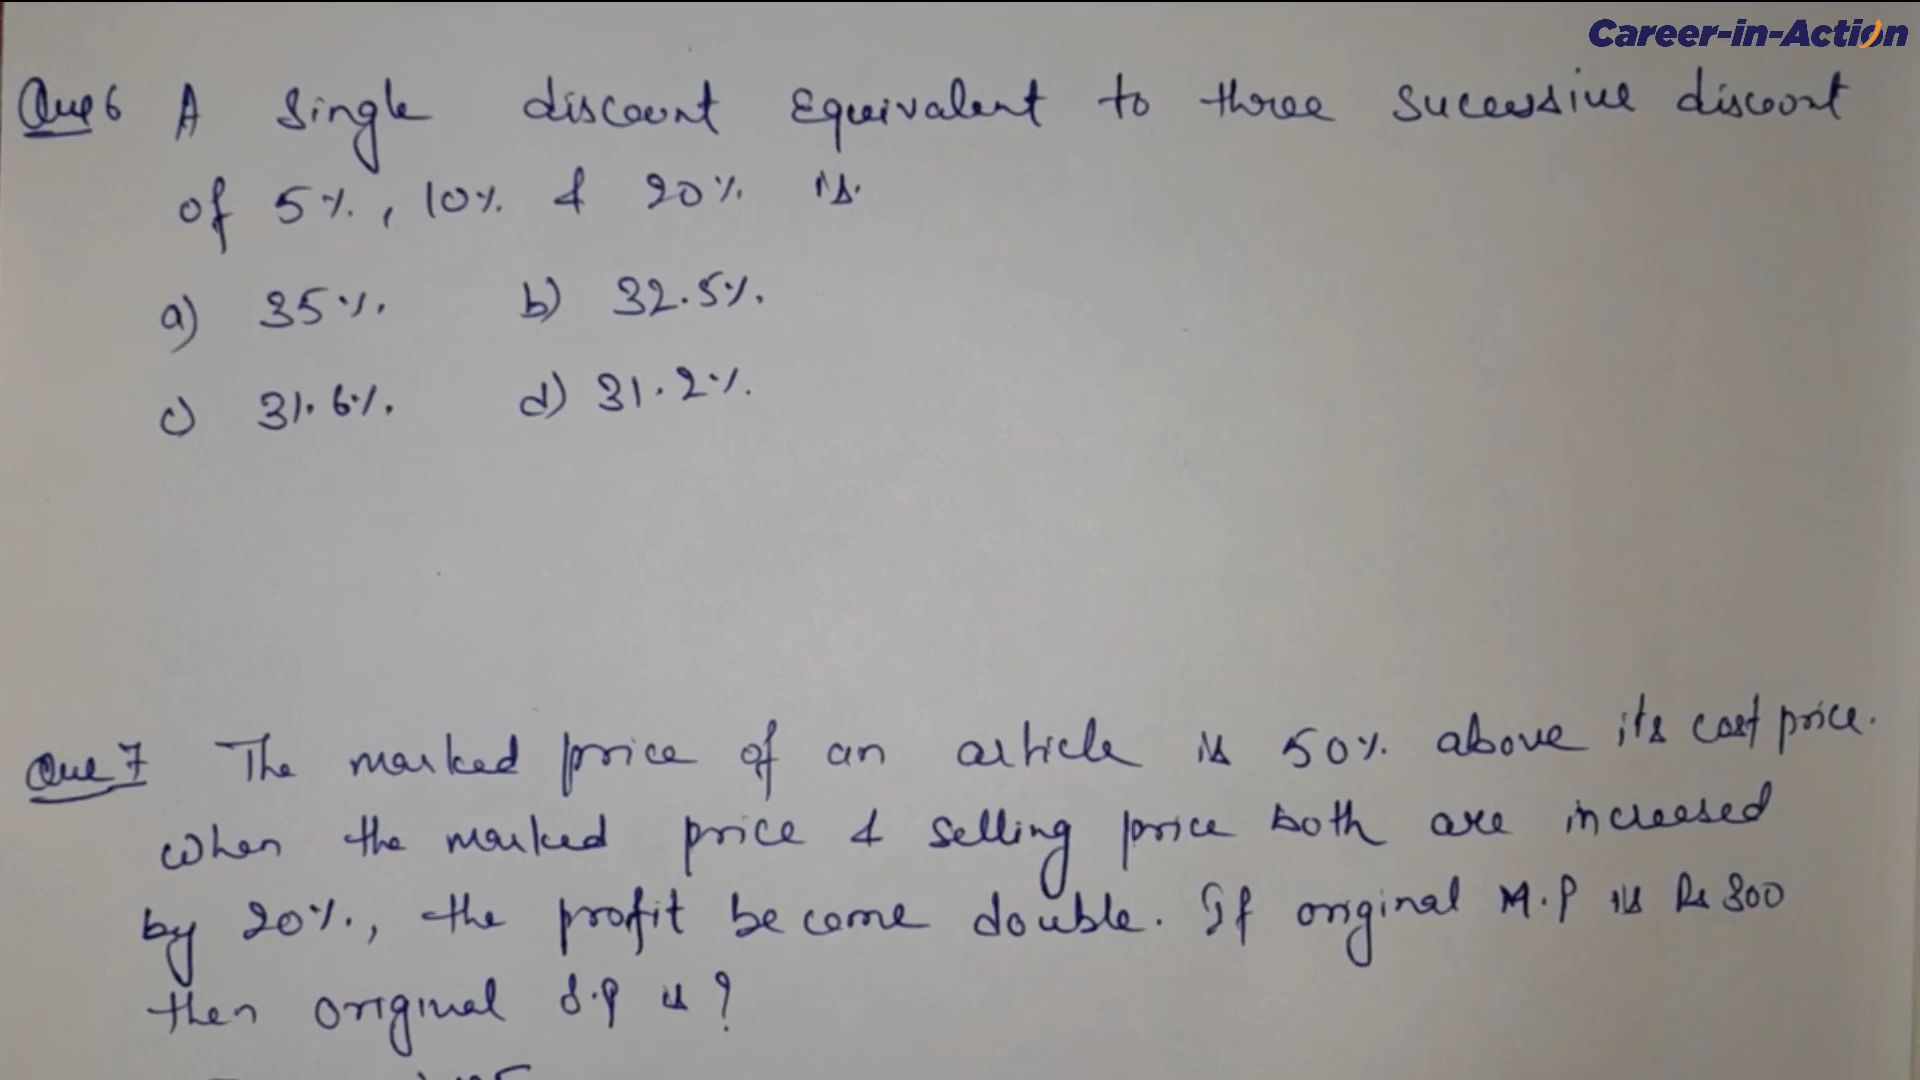 Career-in-Action
Que 6 A Single discount Equivalent to three Sucessive discount
of 5%, 10% & 20% is.
a) 35%. b) 32.5%.
c) 31.6%. d) 31.2%.
Que 7 The marked price of an article is 50% above its cost price.
When the marked price & selling price both are increased
by 20%, the profit become double. If original M.P is Rs 300
then original S.P is?